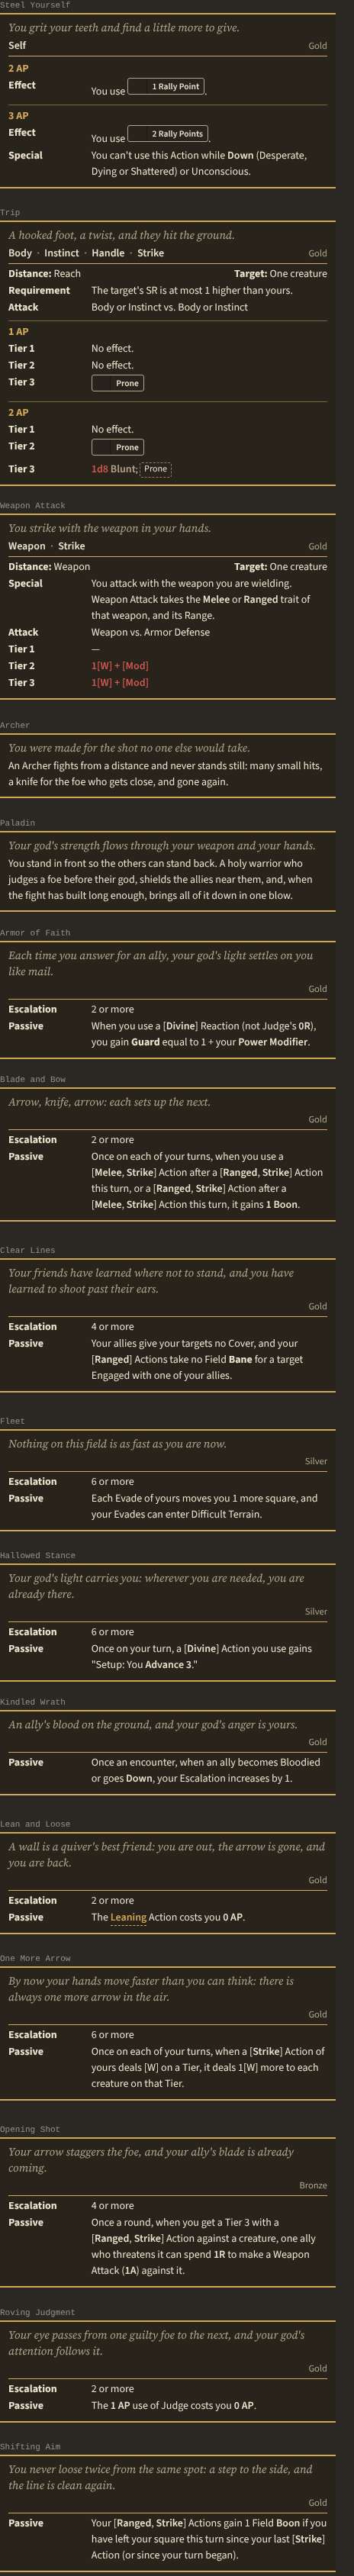 Steel Yourself
You grit your teeth and find a little more to give.
Self Gold
2 AP
Effect You use 1 Rally Point.
3 AP
Effect You use 2 Rally Points.
Special You can't use this Action while Down (Desperate,
Dying or Shattered) or Unconscious.
Trip
A hooked foot, a twist, and they hit the ground.
Body · Instinct · Handle · Strike Gold
Distance: Reach Target: One creature
Requirement The target's SR is at most 1 higher than yours.
Attack Body or Instinct vs. Body or Instinct
1 AP
Tier 1 No effect.
Tier 2 No effect.
Tier 3 Prone
2 AP
Tier 1 No effect.
Tier 2 Prone
Tier 3 1d8 Blunt; Prone
Weapon Attack
You strike with the weapon in your hands.
Weapon · Strike Gold
Distance: Weapon Target: One creature
Special You attack with the weapon you are wielding.
Weapon Attack takes the Melee or Ranged trait of
that weapon, and its Range.
Attack Weapon vs. Armor Defense
Tier 1 —
Tier 2 1[W] + [Mod]
Tier 3 1[W] + [Mod]
Archer
You were made for the shot no one else would take.
An Archer fights from a distance and never stands still: many small hits,
a knife for the foe who gets close, and gone again.
Paladin
Your god's strength flows through your weapon and your hands.
You stand in front so the others can stand back. A holy warrior who
judges a foe before their god, shields the allies near them, and, when
the fight has built long enough, brings all of it down in one blow.
Armor of Faith
Each time you answer for an ally, your god's light settles on you
like mail.
Gold
Escalation 2 or more
Passive When you use a [Divine] Reaction (not Judge's 0R),
you gain Guard equal to 1 + your Power Modifier.
Blade and Bow
Arrow, knife, arrow: each sets up the next.
Gold
Escalation 2 or more
Passive Once on each of your turns, when you use a
[Melee, Strike] Action after a [Ranged, Strike] Action
this turn, or a [Ranged, Strike] Action after a
[Melee, Strike] Action this turn, it gains 1 Boon.
Clear Lines
Your friends have learned where not to stand, and you have
learned to shoot past their ears.
Gold
Escalation 4 or more
Passive Your allies give your targets no Cover, and your
[Ranged] Actions take no Field Bane for a target
Engaged with one of your allies.
Fleet
Nothing on this field is as fast as you are now.
Silver
Escalation 6 or more
Passive Each Evade of yours moves you 1 more square, and
your Evades can enter Difficult Terrain.
Hallowed Stance
Your god's light carries you: wherever you are needed, you are
already there.
Silver
Escalation 6 or more
Passive Once on your turn, a [Divine] Action you use gains
"Setup: You Advance 3."
Kindled Wrath
An ally's blood on the ground, and your god's anger is yours.
Gold
Passive Once an encounter, when an ally becomes Bloodied
or goes Down, your Escalation increases by 1.
Lean and Loose
A wall is a quiver's best friend: you are out, the arrow is gone, and
you are back.
Gold
Escalation 2 or more
Passive The Leaning Action costs you 0 AP.
One More Arrow
By now your hands move faster than you can think: there is
always one more arrow in the air.
Gold
Escalation 6 or more
Passive Once on each of your turns, when a [Strike] Action of
yours deals [W] on a Tier, it deals 1[W] more to each
creature on that Tier.
Opening Shot
Your arrow staggers the foe, and your ally's blade is already
coming.
Bronze
Escalation 4 or more
Passive Once a round, when you get a Tier 3 with a
[Ranged, Strike] Action against a creature, one ally
who threatens it can spend 1R to make a Weapon
Attack (1A) against it.
Roving Judgment
Your eye passes from one guilty foe to the next, and your god's
attention follows it.
Gold
Escalation 2 or more
Passive The 1 AP use of Judge costs you 0 AP.
Shifting Aim
You never loose twice from the same spot: a step to the side, and
the line is clean again.
Gold
Passive Your [Ranged, Strike] Actions gain 1 Field Boon if you
have left your square this turn since your last [Strike]
Action (or since your turn began).